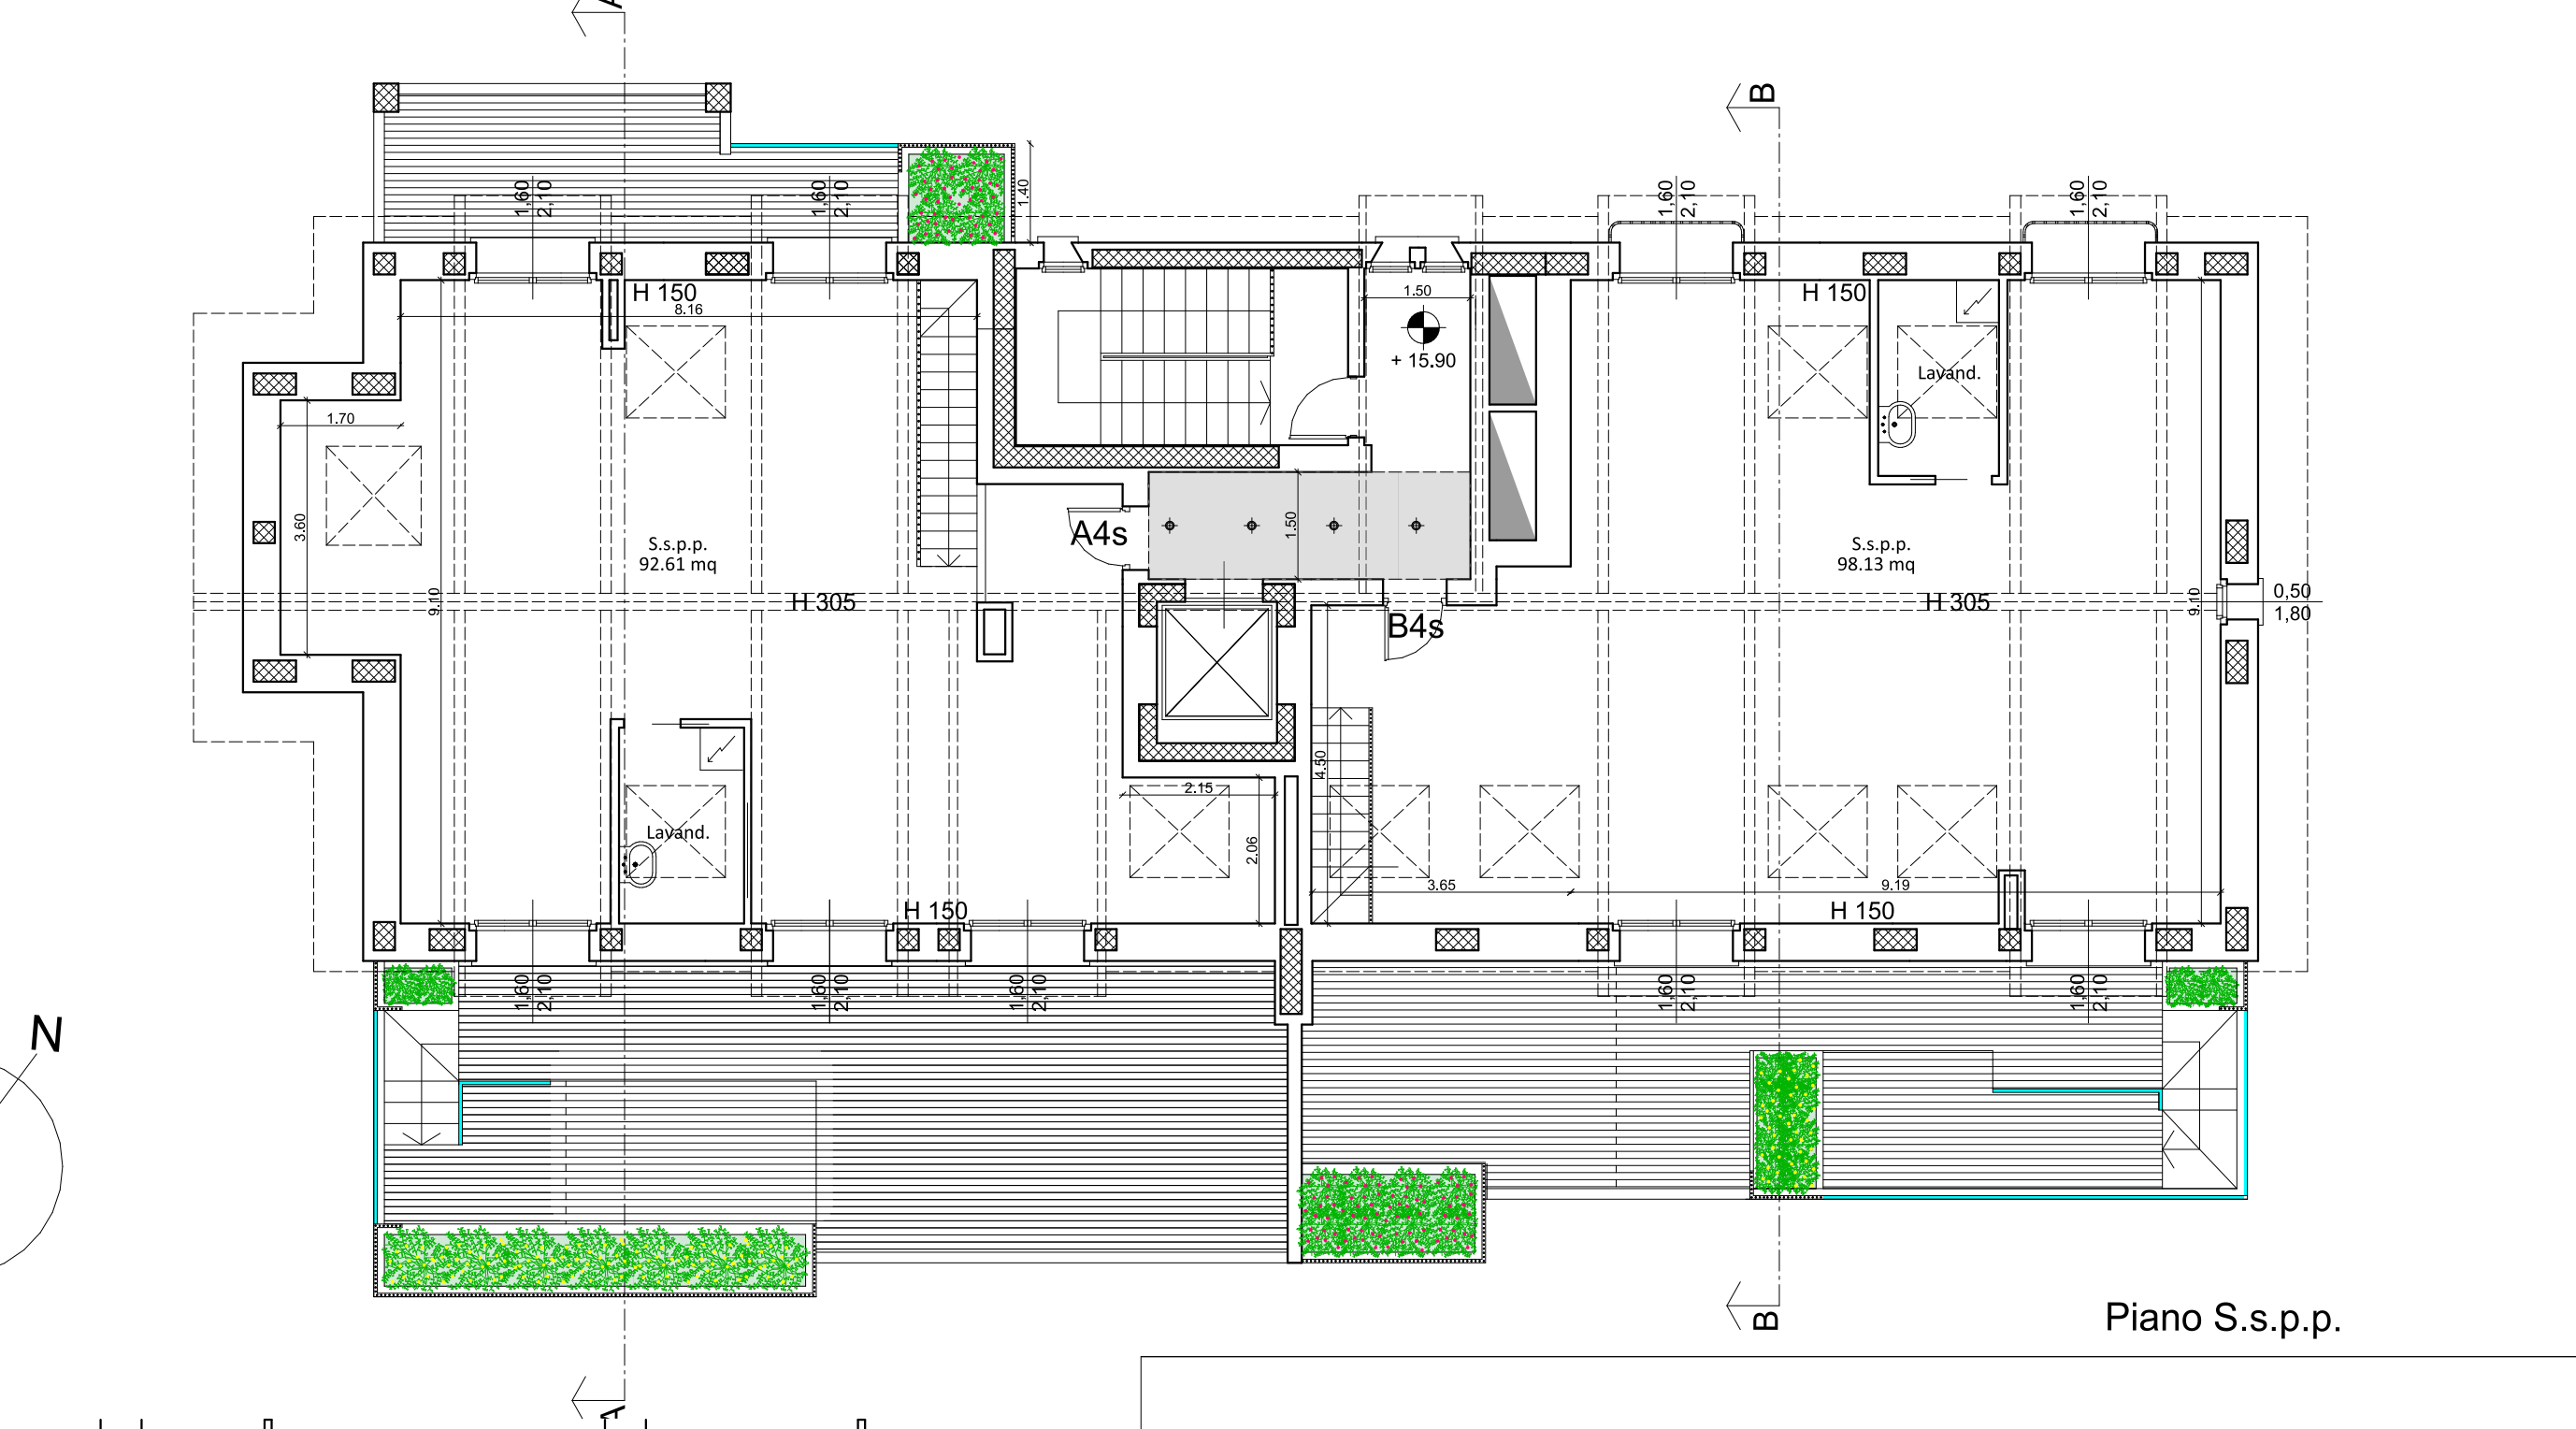 A
B
1,60
2,10
1,60
2,10
1.40
1,60
2,10
1,60
2,10
H 150
8.16
1.50
+ 15.90
H 150
Lavand.
1.70
3.60
S.s.p.p.
92.61 mq
A4s
1.50
S.s.p.p.
98.13 mq
9.10
H 305
B4s
H 305
9.10
0,50
1,80
4.50
2.15
Lavand.
2.06
3.65
9.19
H 150
H 150
1,60
2,10
1,60
2,10
1,60
2,10
1,60
2,10
1,60
2,10
N
B
Piano S.s.p.p.
A